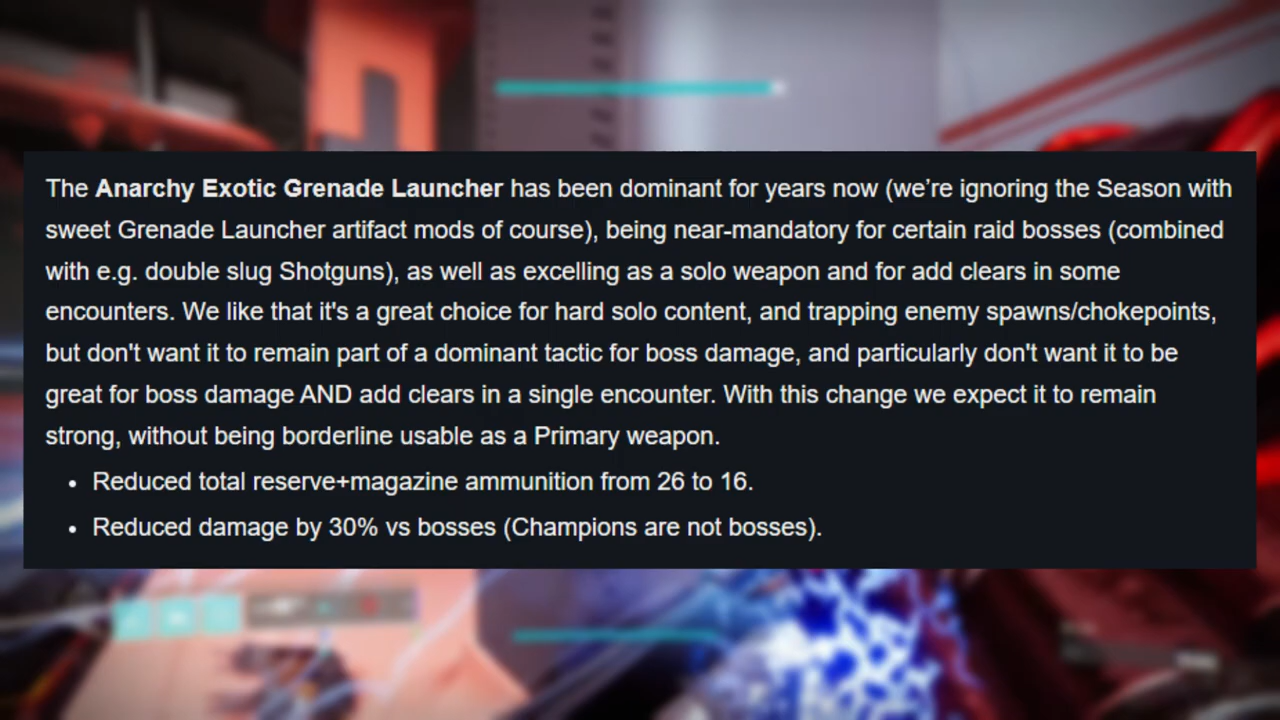 The Anarchy Exotic Grenade Launcher has been dominant for years now (we’re ignoring the Season with
sweet Grenade Launcher artifact mods of course), being near-mandatory for certain raid bosses (combined
with e.g. double slug Shotguns), as well as excelling as a solo weapon and for add clears in some
encounters. We like that it's a great choice for hard solo content, and trapping enemy spawns/chokepoints,
but don't want it to remain part of a dominant tactic for boss damage, and particularly don't want it to be
great for boss damage AND add clears in a single encounter. With this change we expect it to remain
strong, without being borderline usable as a Primary weapon.
• Reduced total reserve+magazine ammunition from 26 to 16.
• Reduced damage by 30% vs bosses (Champions are not bosses).